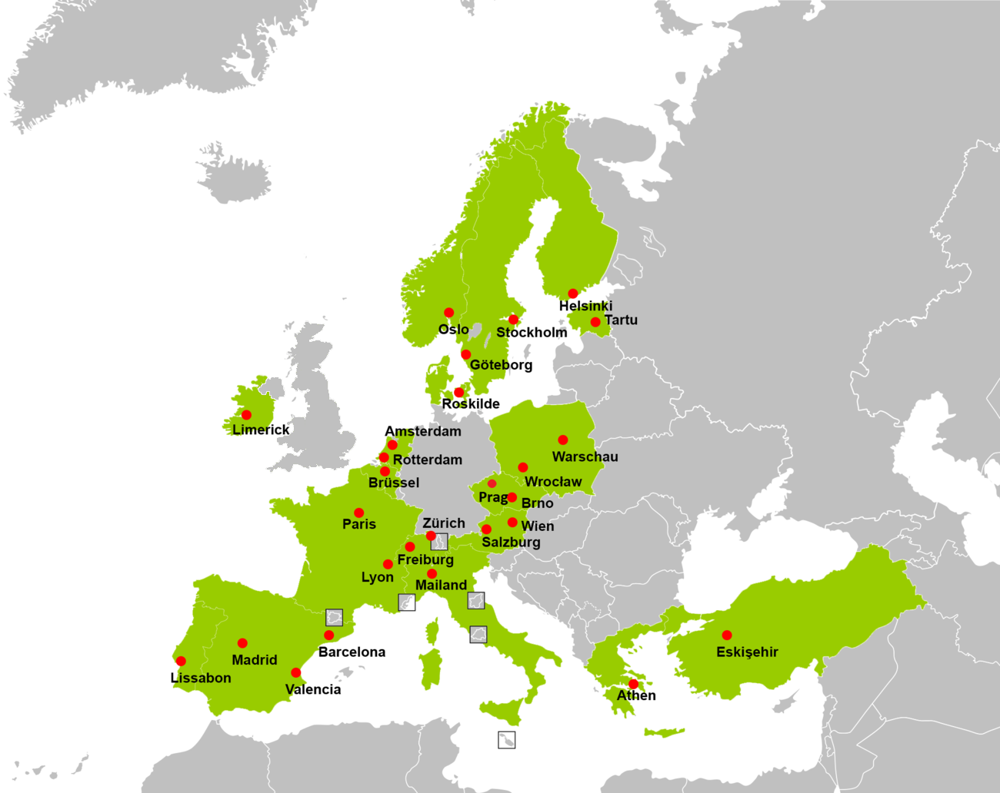 Helsinki
Tartu
Oslo
Stockholm
Göteborg
Roskilde
Limerick
Amsterdam
Rotterdam
Warschau
Brüssel
Wrocław
Prag
Brno
Paris
Zürich
Wien
Salzburg
Freiburg
Lyon
Mailand
Barcelona
Eskişehir
Madrid
Lissabon
Valencia
Athen